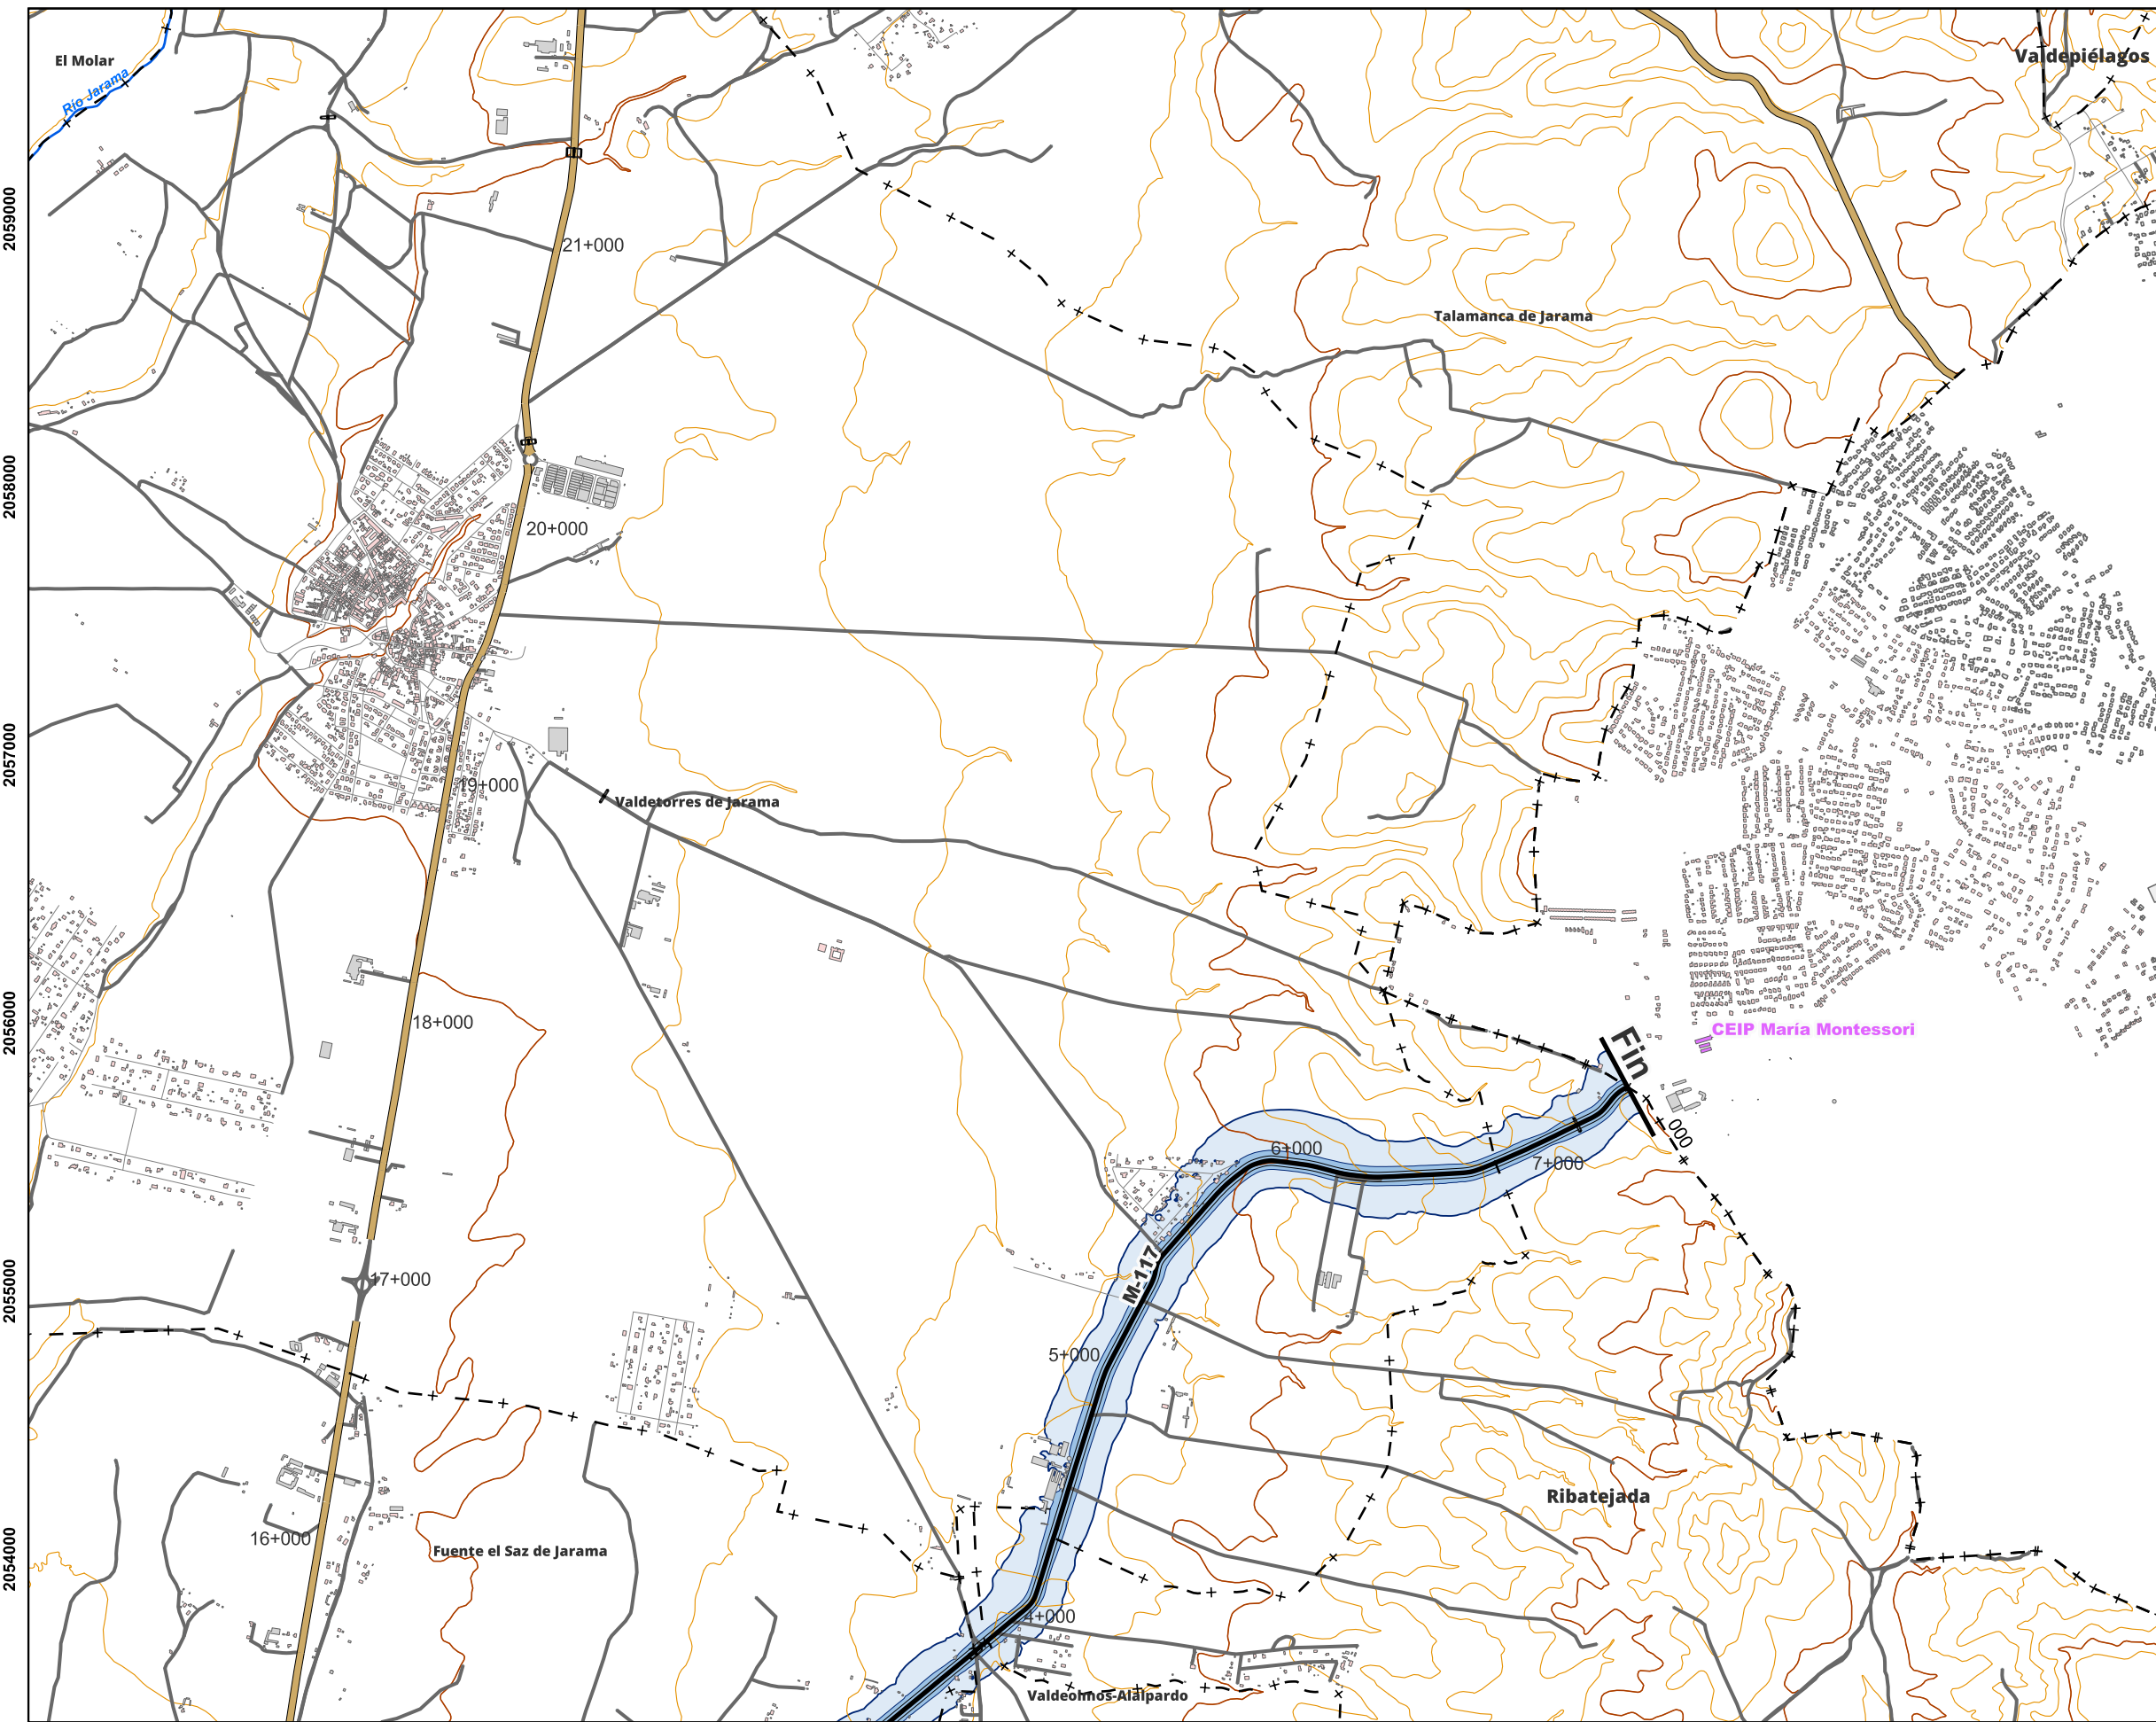 El Molar
Valdepiélagos
Río Jarama
2059000
21+000
Talamanca de Jarama
2058000
20+000
2057000
19+000
Valdetorres de Jarama
2056000
18+000
CEIP María Montessori
Fin
000
6+000
7+000
2055000
17+000
M-117
5+000
Ribatejada
2054000
16+000
Fuente el Saz de Jarama
4+000
Valdeolmos-Alalpardo